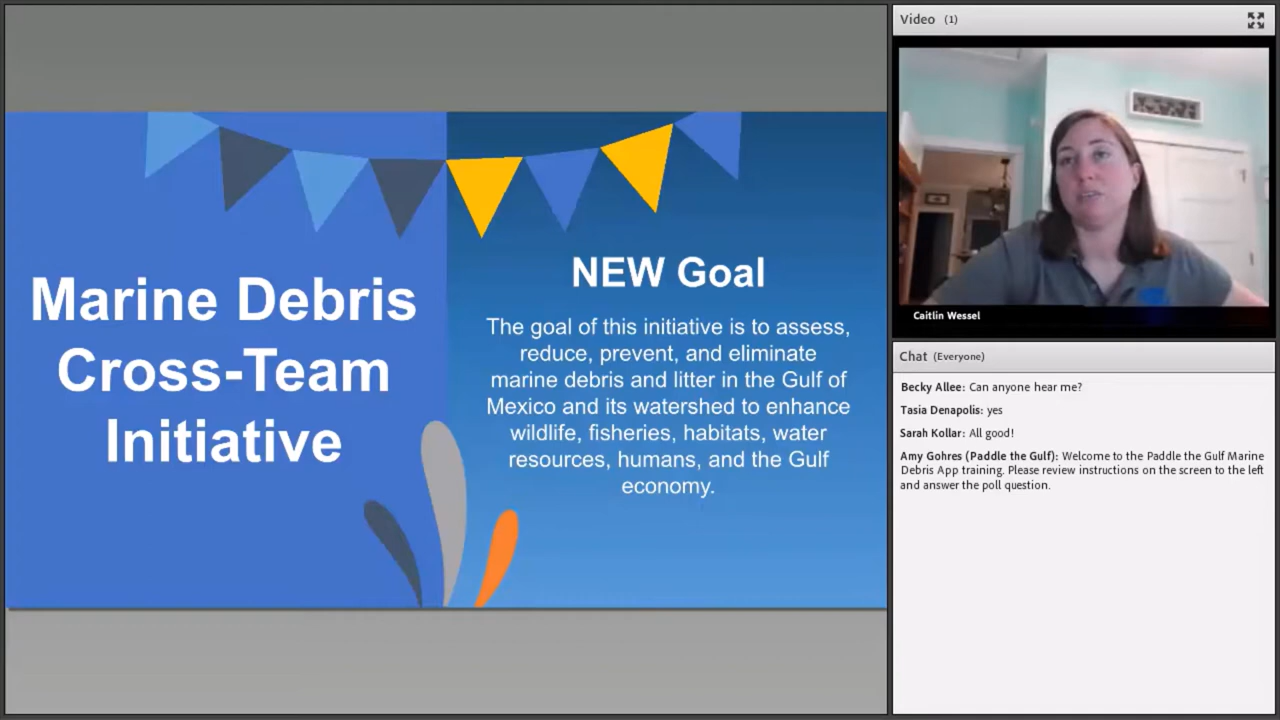 Marine Debris
Cross-Team
Initiative
NEW Goal
The goal of this initiative is to assess,
reduce, prevent, and eliminate
marine debris and litter in the Gulf of
Mexico and its watershed to enhance
wildlife, fisheries, habitats, water
resources, humans, and the Gulf
economy.
Video (1)
Caitlin Wessel
Chat (Everyone)
Becky Allee: Can anyone hear me?
Tasia Denapolis: yes
Sarah Kollar: All good!
Amy Gohres (Paddle the Gulf): Welcome to the Paddle the Gulf Marine
Debris App training. Please review instructions on the screen to the left
and answer the poll question.